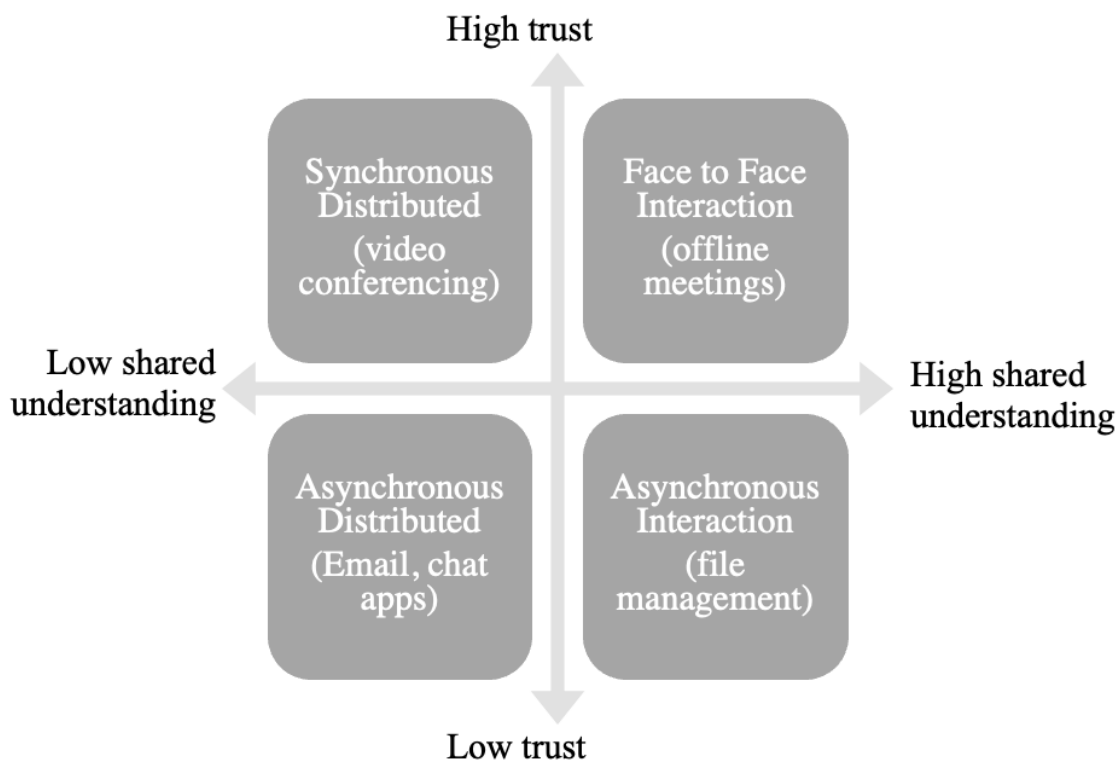 High trust
Synchronous
Distributed
(video
conferencing)
Face to Face
Interaction
(offline
meetings)
Low shared
understanding
High shared
understanding
Asynchronous
Distributed
(Email, chat
apps)
Asynchronous
Interaction
(file
management)
Low trust